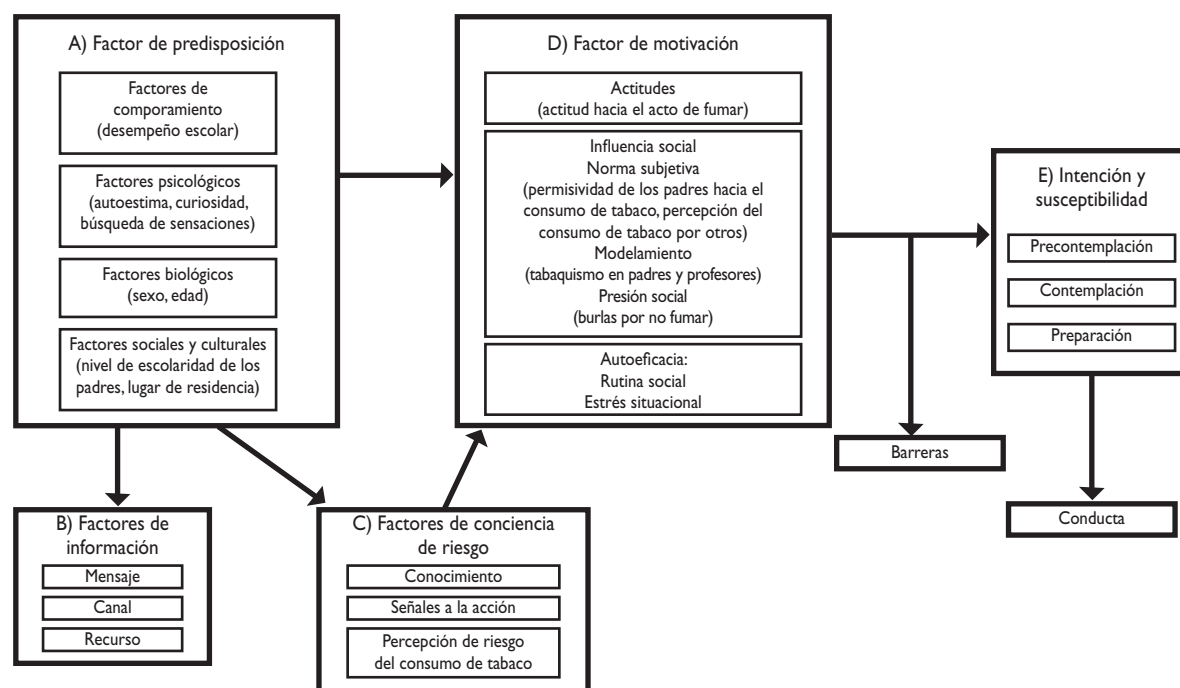 A) Factor de predisposición
Factores de
comporamiento
(desempeño escolar)
Factores psicológicos
(autoestima, curiosidad,
búsqueda de sensaciones)
Factores biológicos
(sexo, edad)
Factores sociales y culturales
(nivel de escolaridad de los
padres, lugar de residencia)
B) Factores de
información
Mensaje
Canal
Recurso
C) Factores de conciencia
de riesgo
Conocimiento
Señales a la acción
Percepción de riesgo
del consumo de tabaco
D) Factor de motivación
Actitudes
(actitud hacia el acto de fumar)
Influencia social
Norma subjetiva
(permisividad de los padres hacia el
consumo de tabaco, percepción del
consumo de tabaco por otros)
Modelamiento
(tabaquismo en padres y profesores)
Presión social
(burlas por no fumar)
Autoeficacia:
Rutina social
Estrés situacional
Barreras
E) Intención y
susceptibilidad
Precontemplación
Contemplación
Preparación
Conducta